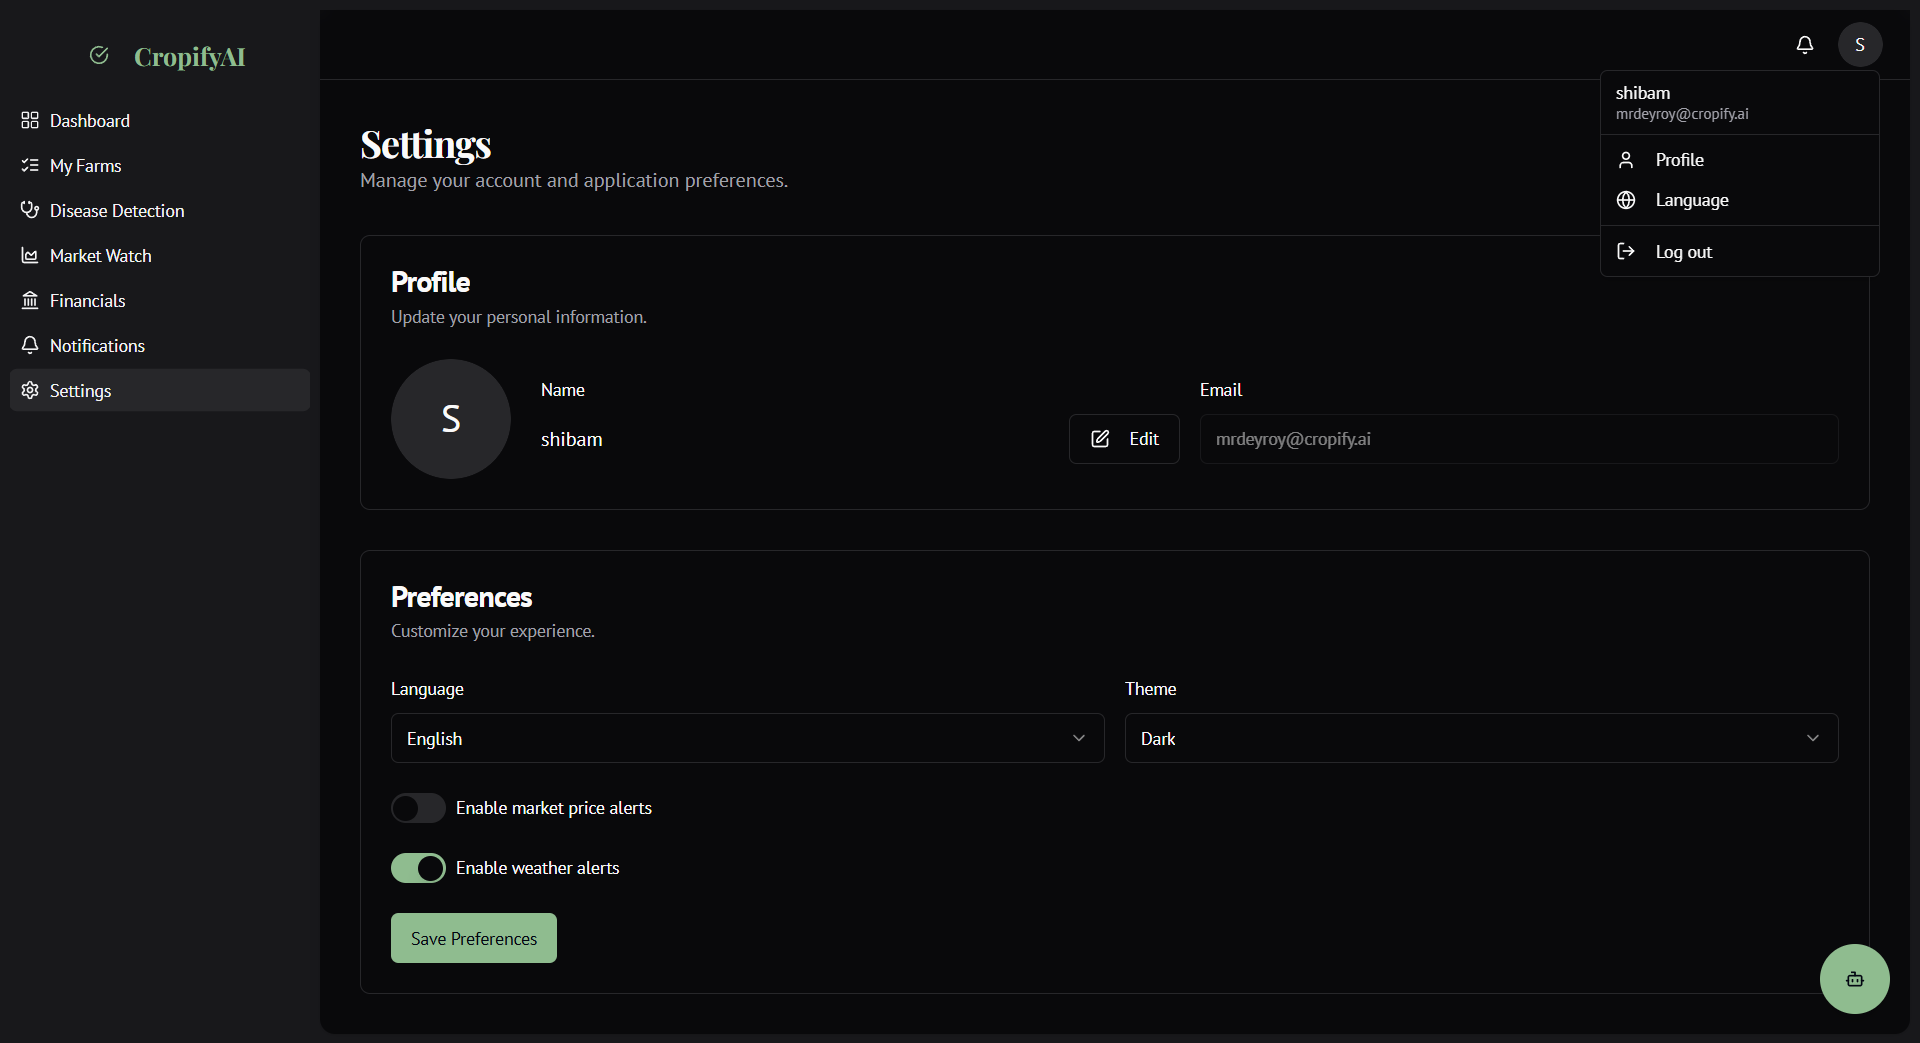 CropifyAI
Dashboard
My Farms
Disease Detection
Market Watch
Financials
Notifications
Settings
S
shibam
mrdeyroy@cropify.ai
Profile
Language
Log out
Settings
Manage your account and application preferences.
Profile
Update your personal information.
S
Name
shibam
Edit
Email
mrdeyroy@cropify.ai
Preferences
Customize your experience.
Language
English
Theme
Dark
Enable market price alerts
Enable weather alerts
Save Preferences